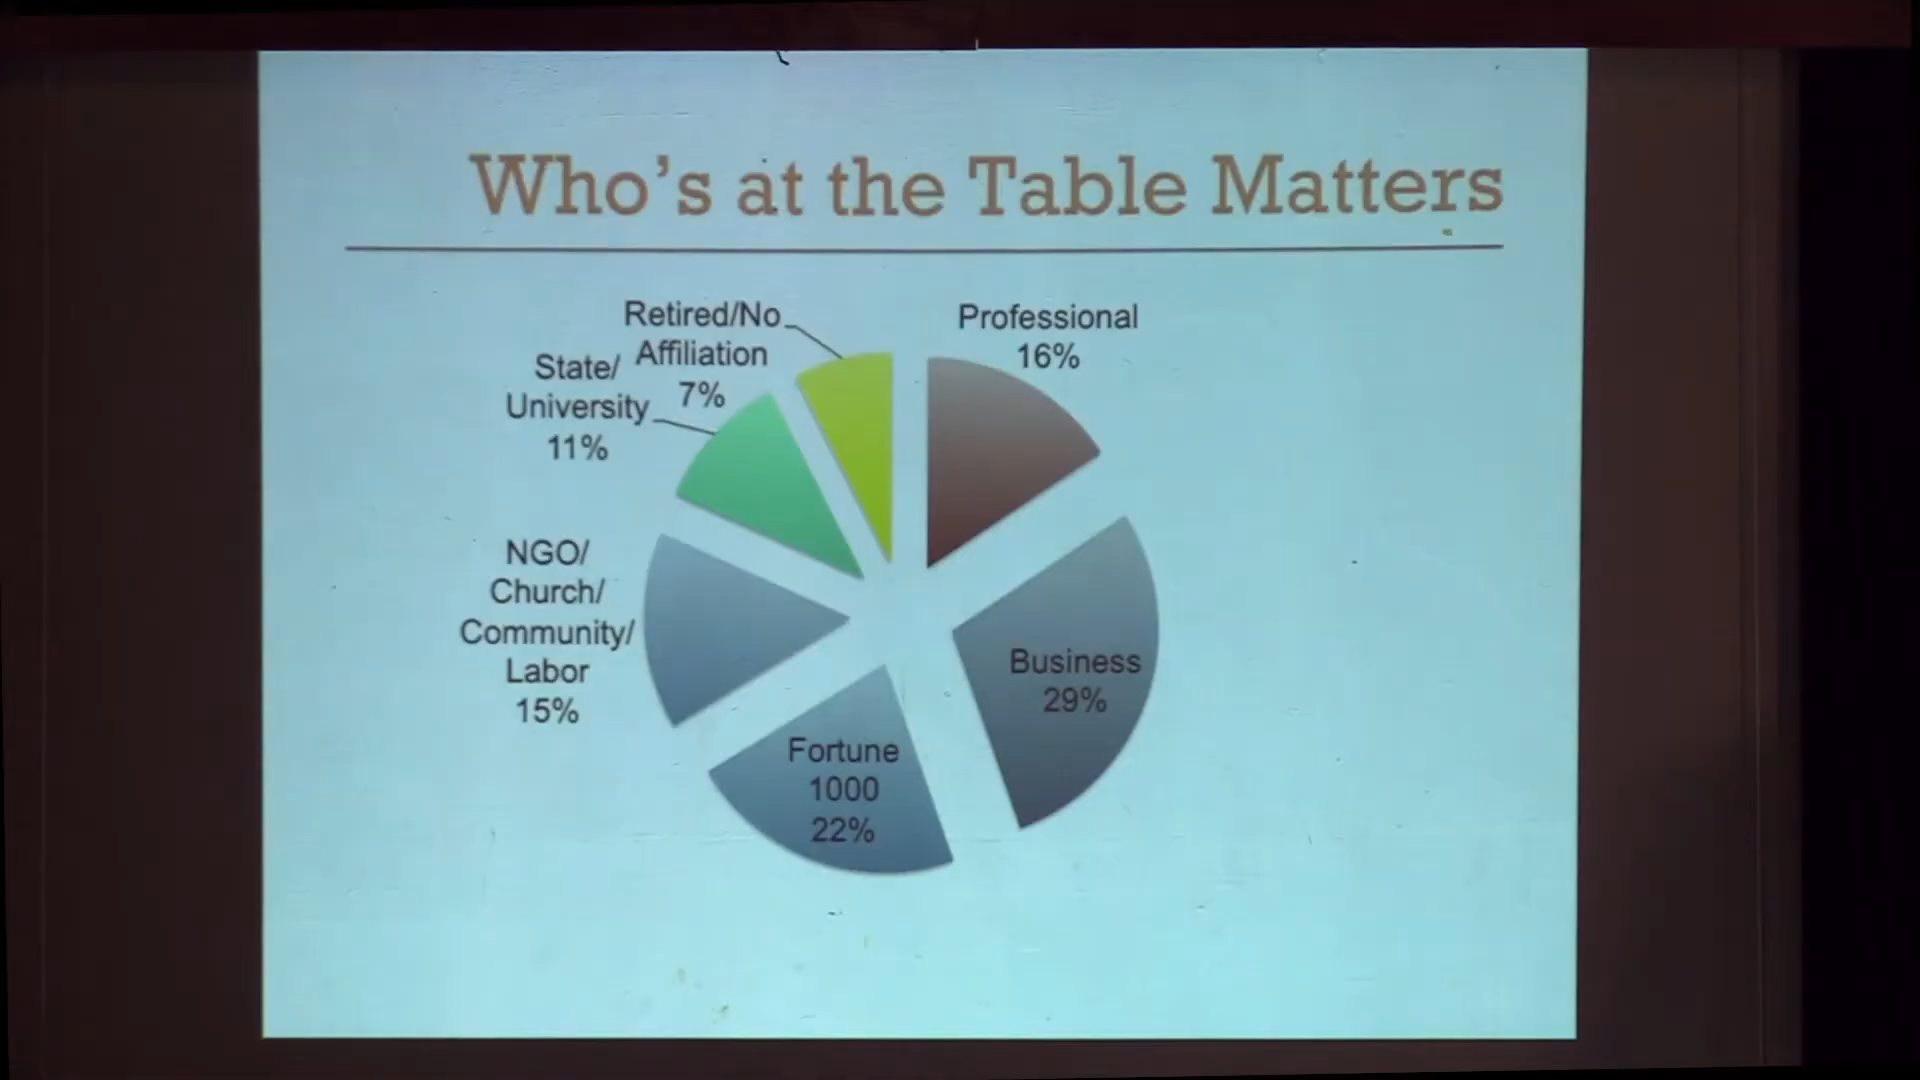 Who's at the Table Matters
Retired/No
Affiliation
7%
Professional
16%
State/
University
11%
NGO/
Church/
Community/
Labor
15%
Business
29%
Fortune
1000
22%